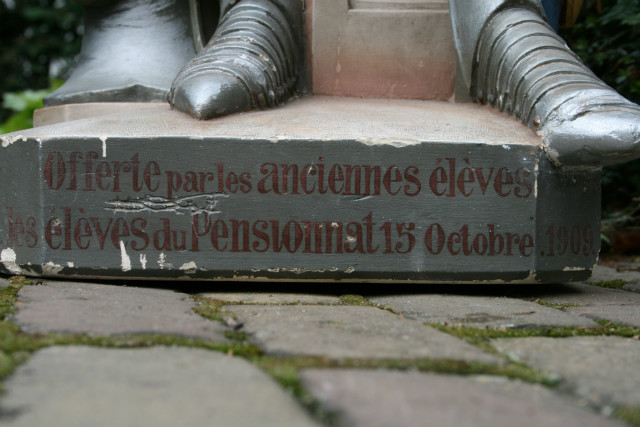 Offerte par les anciennes élèves
les élèves du Pensionnat 15 Octobre 1909